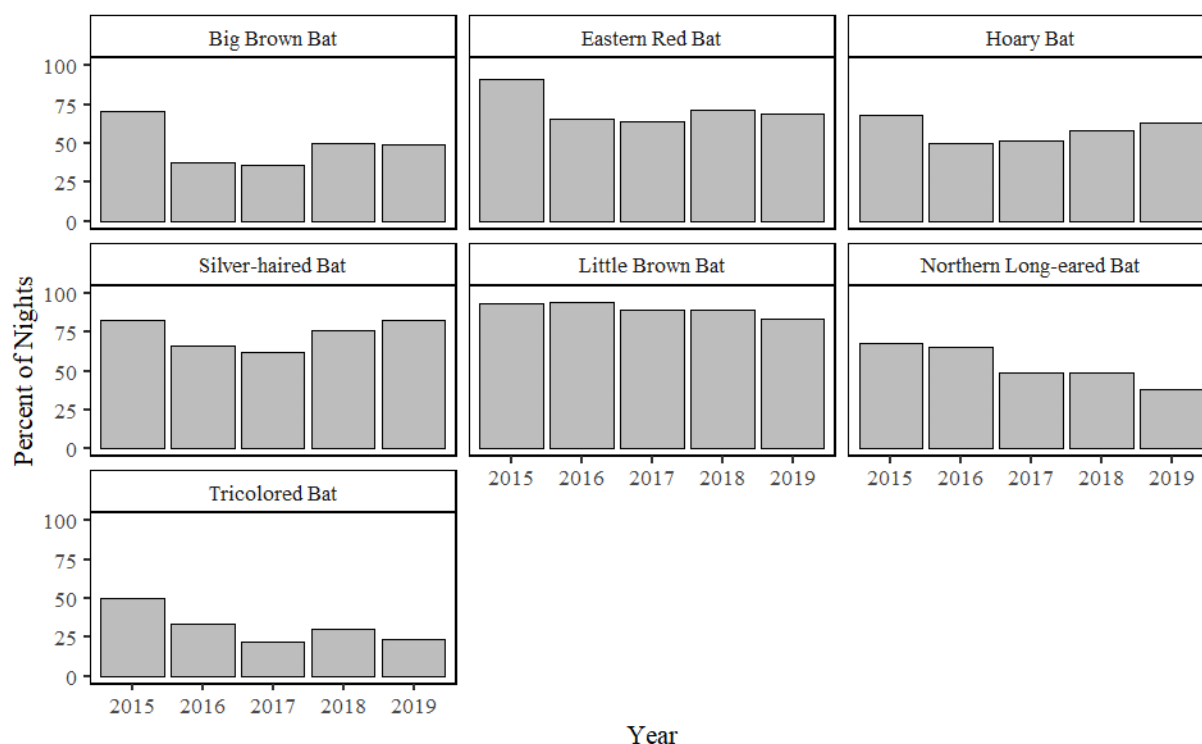 Big Brown Bat
Eastern Red Bat
Hoary Bat
100
75
50
25
0
Silver-haired Bat
Little Brown Bat
Northern Long-eared Bat
100
75
50
25
0
Percent of Nights
2015 2016 2017 2018 2019
2015 2016 2017 2018 2019
Tricolored Bat
100
75
50
25
0
2015 2016 2017 2018 2019
Year